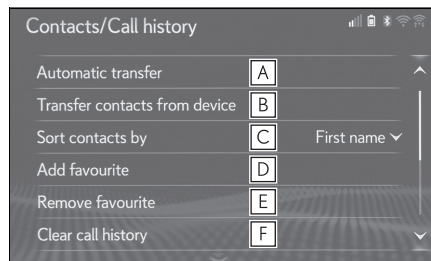 Contacts/Call history
Automatic transfer A
Transfer contacts from device B
Sort contacts by C First name
Add favourite D
Remove favourite E
Clear call history F